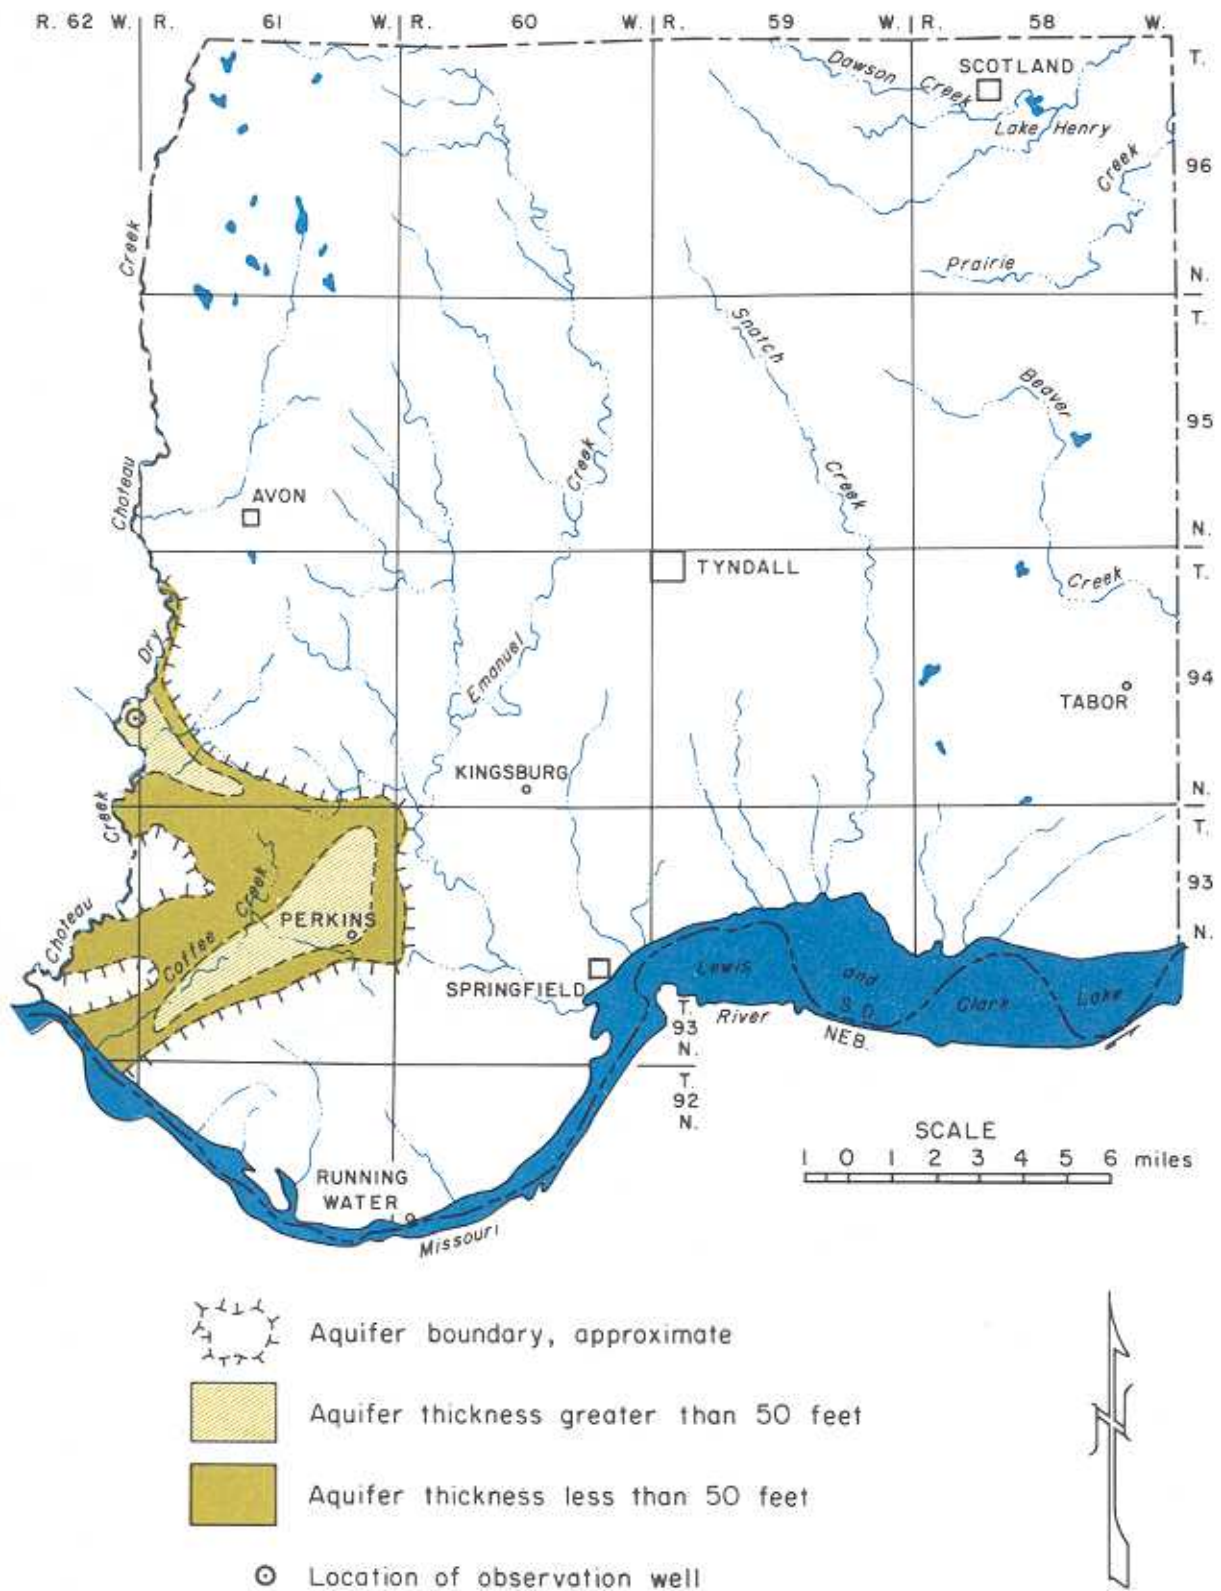 R. 62 W. R. 61 W. R. 60 W. R. 59 W. R. 58 W.
T.
96
N.
Dawson Creek
SCOTLAND
Lake Henry
Creek
Prairie
Creek
T.
95
N.
Snatch
Creek
Beaver
Creek
Creek
Choteau
AVON
TYNDALL
T.
94
N.
Dry
Emanuel
TABOR
KINGSBURG
Creek
T.
93
N.
Creek
PERKINS
Choteau
Coffee
SPRINGFIELD
Lewis
and
Clark
Lake
S. D.
River
NEB.
T.
93
N.
T.
92
N.
RUNNING
WATER
Missouri
SCALE
1 0 1 2 3 4 5 6 miles
Aquifer boundary, approximate
Aquifer thickness greater than 50 feet
Aquifer thickness less than 50 feet
Location of observation well
N